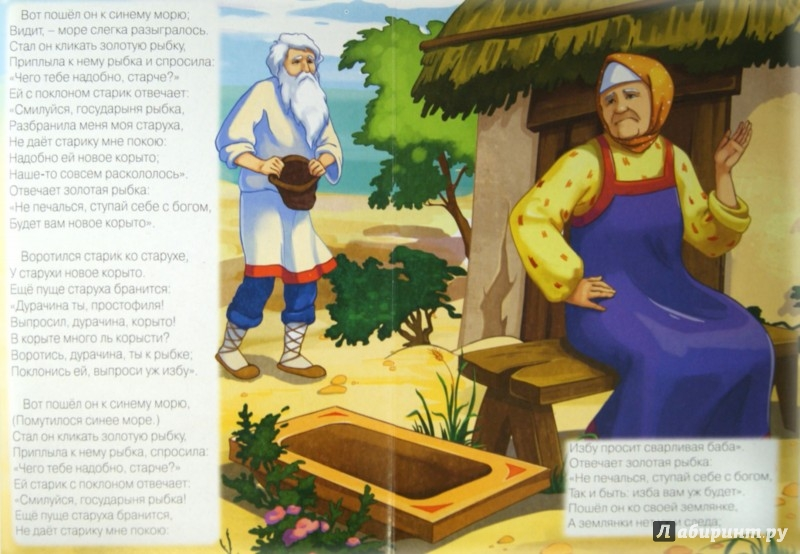 Вот пошёл он к синему морю;
Видит, – море слегка разыгралось.
Стал он кликать золотую рыбку,
Приплыла к нему рыбка и спросила:
«Чего тебе надобно, старче?»
Ей с поклоном старик отвечает:
«Смилуйся, государыня рыбка,
Разбранила меня моя старуха,
Не даёт старику мне покою:
Надобно ей новое корыто;
Наше-то совсем раскололось».
Отвечает золотая рыбка:
«Не печалься, ступай себе с богом,
Будет вам новое корыто».
Воротился старик ко старухе,
У старухи новое корыто.
Ещё пуще старуха бранится:
«Дурачина ты, простофиля!
Выпросил, дурачина, корыто!
В корыте много ль корысти?
Воротись, дурачина, ты к рыбке;
Поклонись ей, выпроси уж избу».
Вот пошёл он к синему морю,
(Помутилося синее море.)
Стал он кликать золотую рыбку,
Приплыла к нему рыбка, спросила:
«Чего тебе надобно, старче?»
Ей старик с поклоном отвечает:
«Смилуйся, государыня рыбка!
Ещё пуще старуха бранится,
Не даёт старику мне покою:
Избу просит сварливая баба».
Отвечает золотая рыбка:
«Не печалься, ступай себе с богом,
Так и быть: изба вам уж будет».
Пошёл он ко своей землянке,
А землянки следа;
Лабиринт.ру